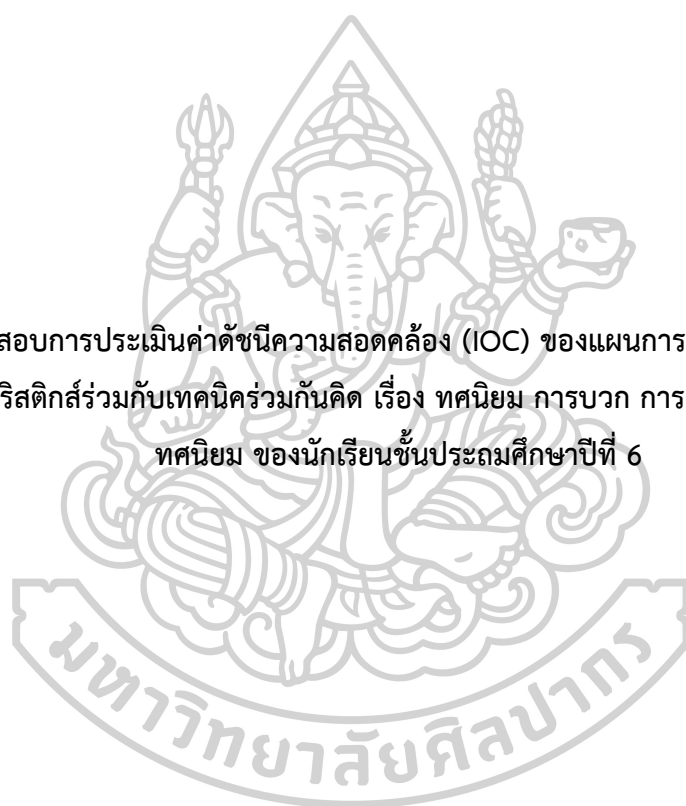 สอบการประเมินค่าดัชนีความสอดคล้อง (IOC) ของแผนการ
ริสติกส์ร่วมกับเทคนิคร่วมกันคิด เรื่อง ทศนิยม การบวก การ
ทศนิยม ของนักเรียนชั้นประถมศึกษาปีที่ 6
มหาวิทยาลัยศิลปากร